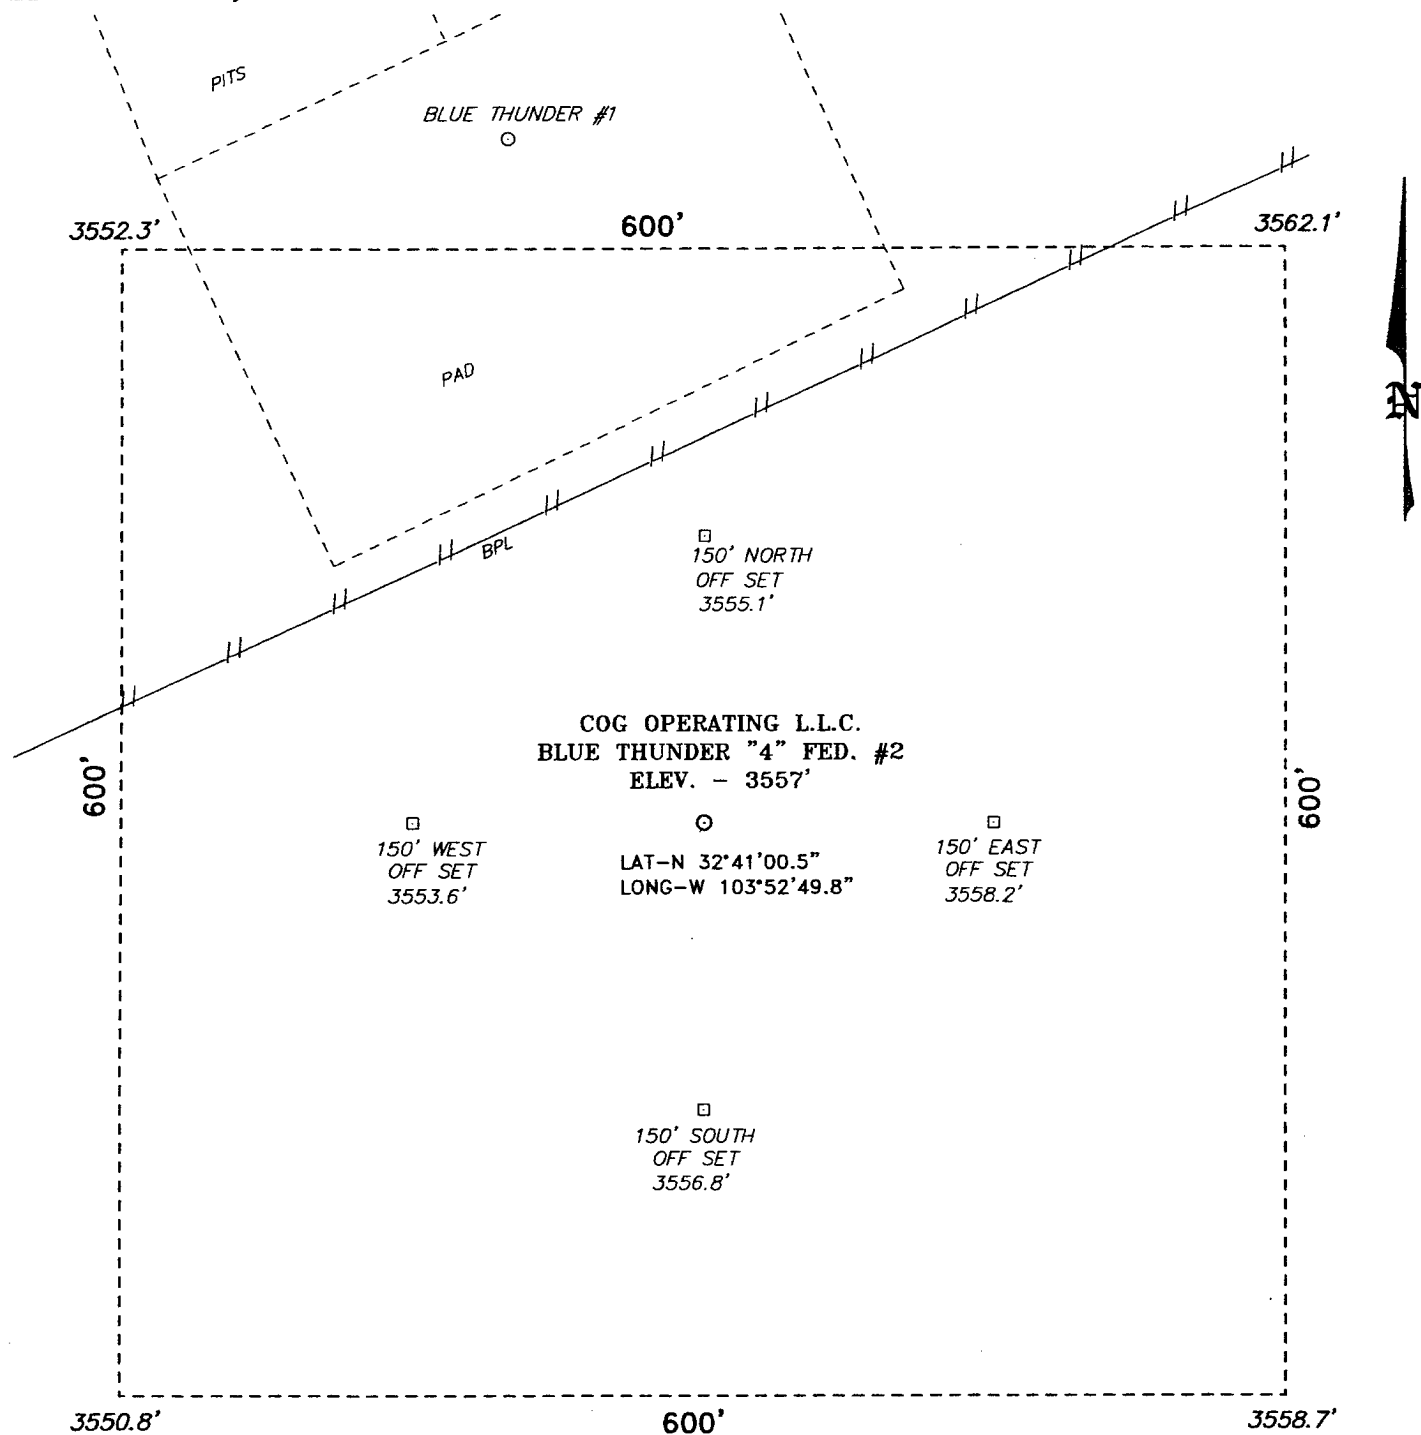 PITS
BLUE THUNDER #1
3552.3'
600'
3562.1'
N
PAD
BPL
150' NORTH
OFF SET
3555.1'
COG OPERATING L.L.C.
BLUE THUNDER "4" FED. #2
ELEV. - 3557'
600'
600'
150' WEST
OFF SET
3553.6'
LAT-N 32°41'00.5"
LONG-W 103°52'49.8"
150' EAST
OFF SET
3558.2'
150' SOUTH
OFF SET
3556.8'
3550.8'
600'
3558.7'